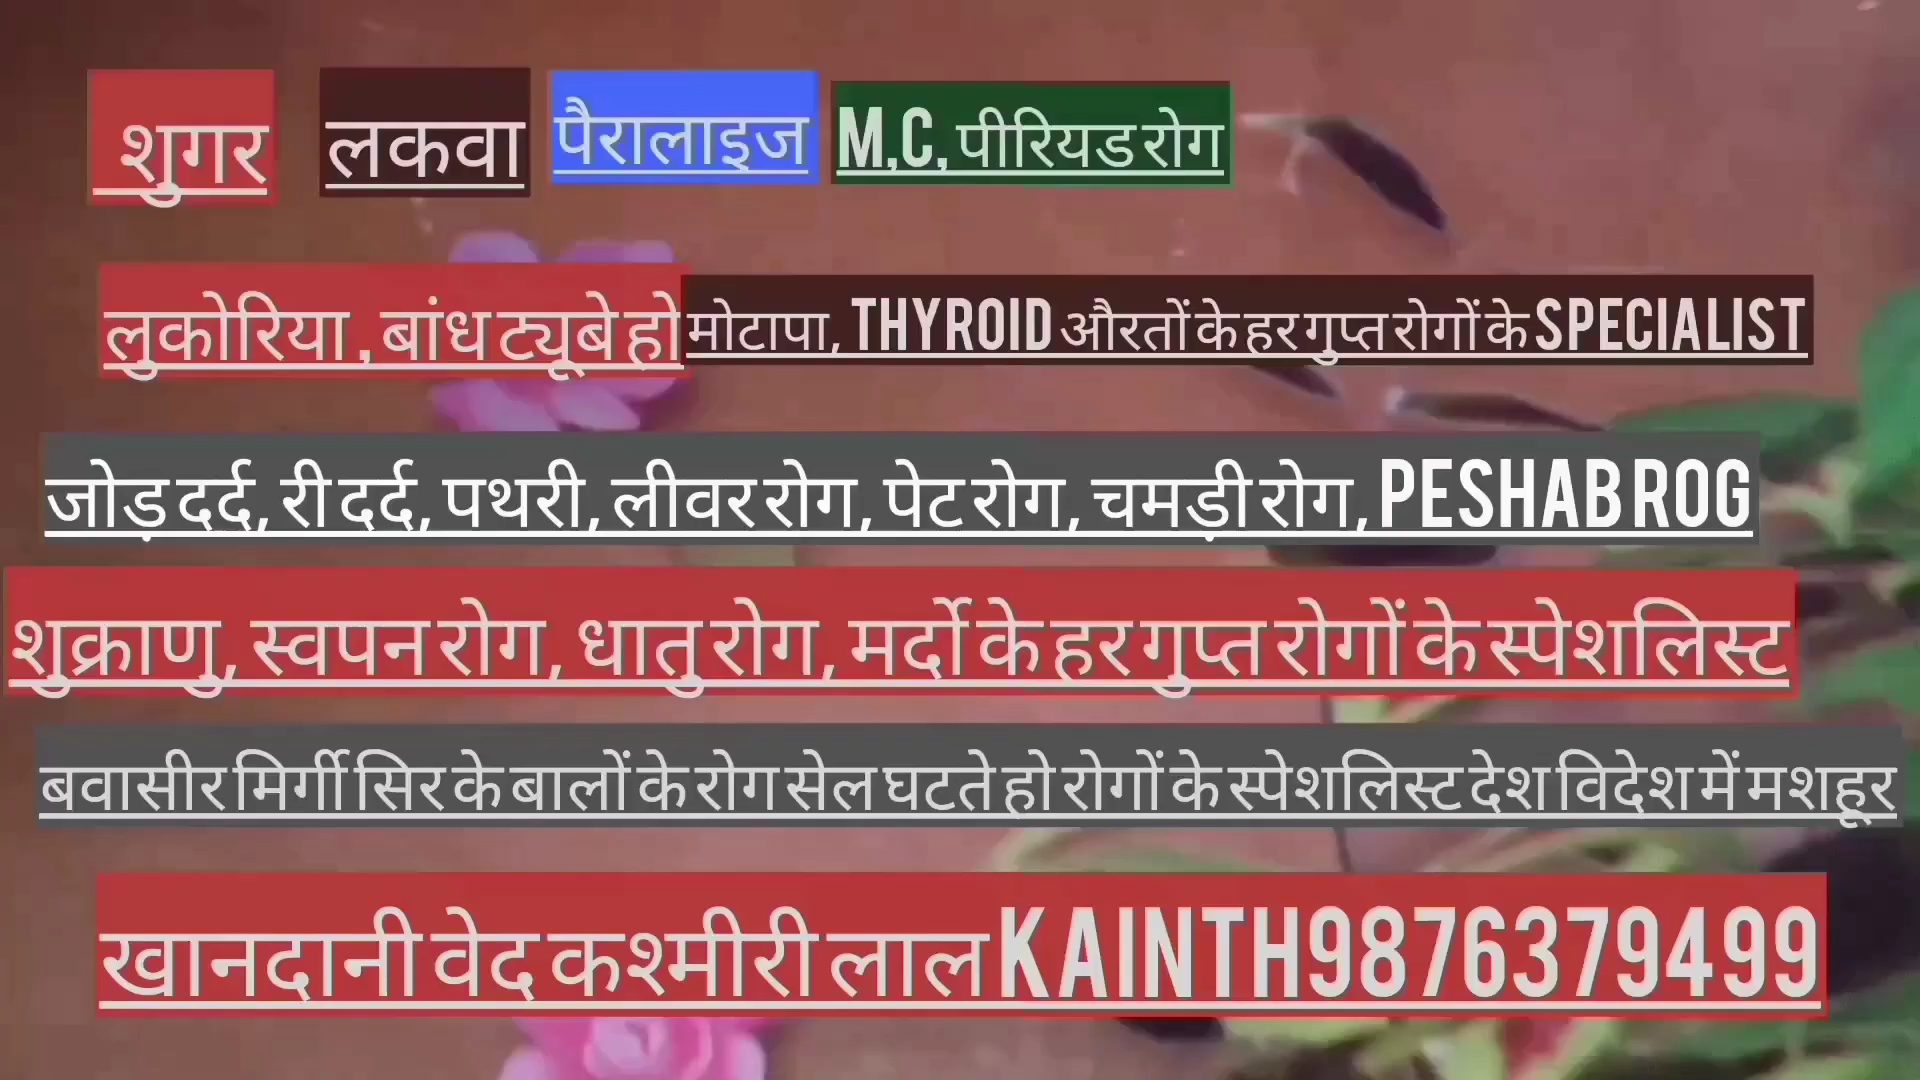 शुगर लकवा पैरालाइज M,C, पीरियड रोग
लुकोरिया , बांध ट्यूबे हो मोटापा, THYROID औरतों के हर गुप्त रोगों के SPECIALIST
जोड़ दर्द, री दर्द, पथरी, लीवर रोग, पेट रोग, चमड़ी रोग, PESHAB ROG
शुक्राणु, स्वपन रोग, धातु रोग, मर्दो के हर गुप्त रोगों के स्पेशलिस्ट
बवासीर मिर्गी सिर के बालों के रोग सेल घटते हो रोगों के स्पेशलिस्ट देश विदेश में मशहूर
खानदानी वेद कश्मीरी लाल KAINTH9876379499